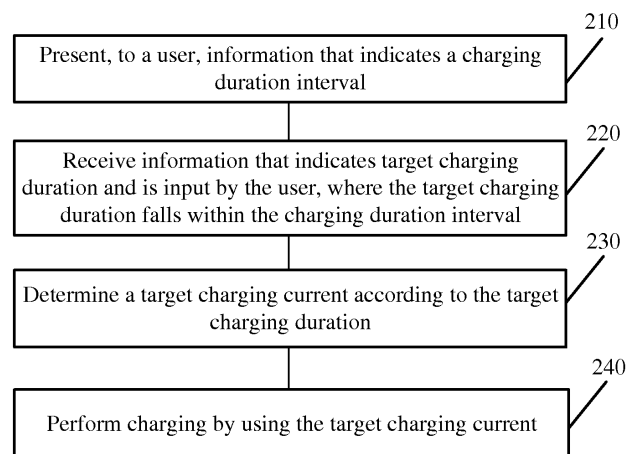 210
Present, to a user, information that indicates a charging
duration interval
220
Receive information that indicates target charging
duration and is input by the user, where the target charging
duration falls within the charging duration interval
230
Determine a target charging current according to the target
charging duration
240
Perform charging by using the target charging current